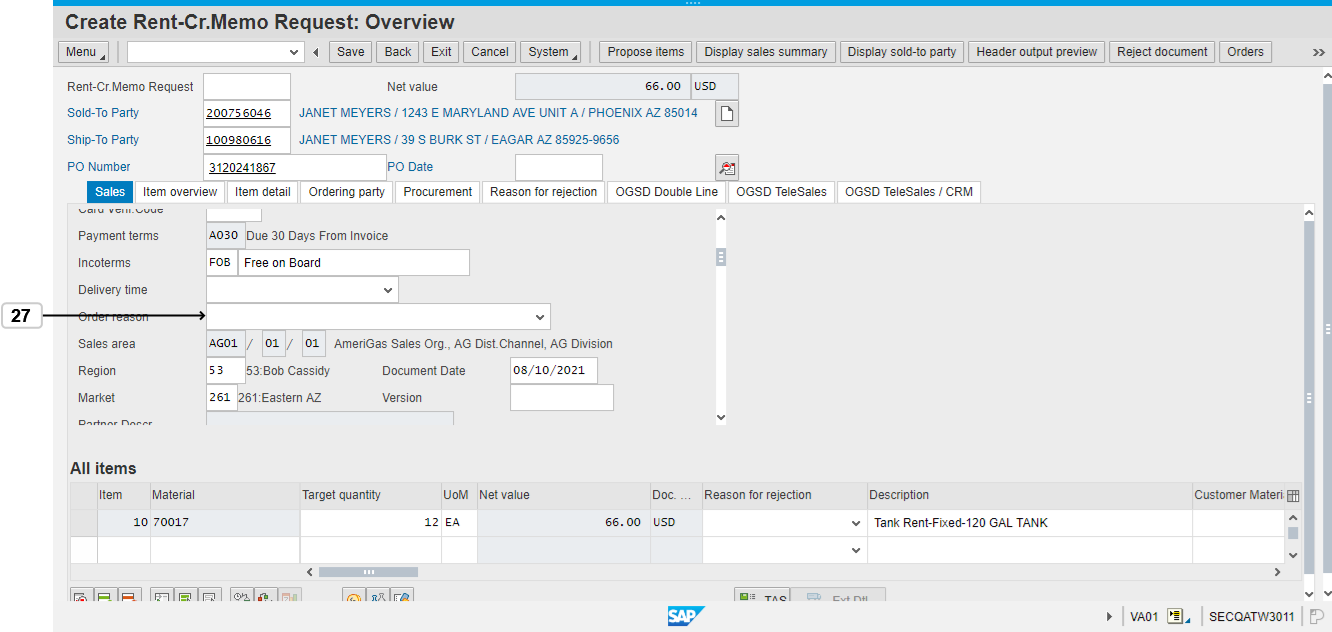 Create Rent-Cr.Memo Request: Overview
Menu Save Back Exit Cancel System Propose items Display sales summary Display sold-to party Header output preview Reject document Orders
Rent-Cr.Memo Request Net value 66.00 USD
Sold-To Party 200756046 JANET MEYERS / 1243 E MARYLAND AVE UNIT A / PHOENIX AZ 85014
Ship-To Party 100980616 JANET MEYERS / 39 S BURK ST / EAGAR AZ 85925-9656
PO Number 3120241867 PO Date
Sales Item overview Item detail Ordering party Procurement Reason for rejection OGSD Double Line OGSD TeleSales OGSD TeleSales / CRM
Card Verif.Code
Payment terms A030 Due 30 Days From Invoice
Incoterms FOB Free on Board
Delivery time
27 Order reason
Sales area AG01 / 01 / 01 AmeriGas Sales Org., AG Dist.Channel, AG Division
Region 53 53:Bob Cassidy Document Date 08/10/2021
Market 261 261:Eastern AZ Version
Partner Descr.
All items
Item Material Target quantity UoM Net value Doc. ... Reason for rejection Description Customer Materi
10 70017 12 EA 66.00 USD Tank Rent-Fixed-120 GAL TANK
TAS Ext Dtl
SAP VA01 SECQATW3011